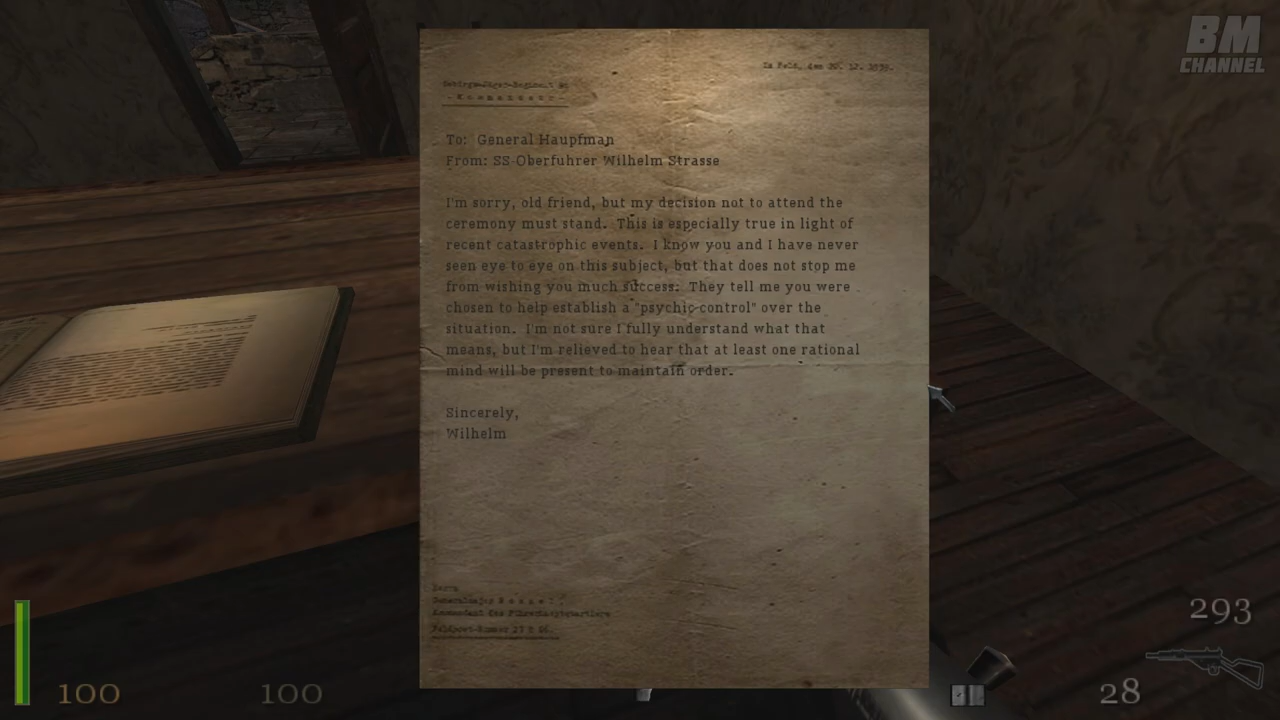 BM
CHANNEL
To: General Haupfman
From: SS-Oberfuhrer Wilhelm Strasse
I'm sorry, old friend, but my decision not to attend the
ceremony must stand. This is especially true in light of
recent catastrophic events. I know you and I have never
seen eye to eye on this subject, but that does not stop me
from wishing you much success. They tell me you were
chosen to help establish a "psychic-control" over the
situation. I'm not sure I fully understand what that
means, but I'm relieved to hear that at least one rational
mind will be present to maintain order.
Sincerely,
Wilhelm
293
100
100
28